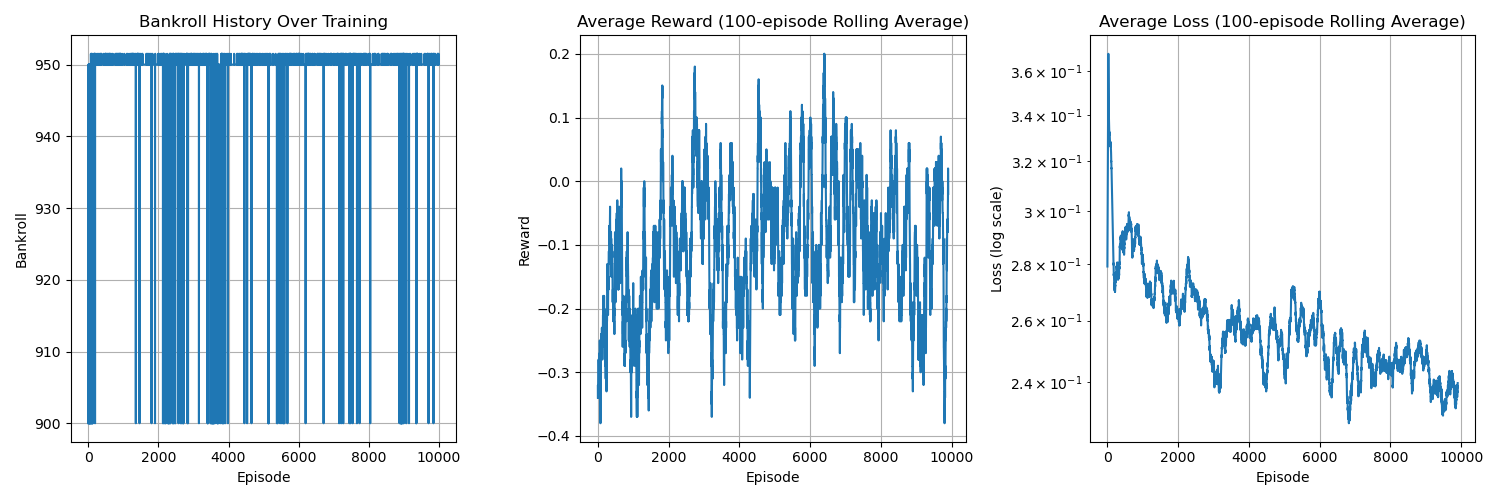 Bankroll History Over Training
950
940
930
920
910
900
Bankroll
0 2000 4000 6000 8000 10000
Episode
Average Reward (100-episode Rolling Average)
0.2
0.1
0.0
−0.1
−0.2
−0.3
−0.4
Reward
0 2000 4000 6000 8000 10000
Episode
Average Loss (100-episode Rolling Average)
3.6 × 10⁻¹
3.4 × 10⁻¹
3.2 × 10⁻¹
3 × 10⁻¹
2.8 × 10⁻¹
2.6 × 10⁻¹
2.4 × 10⁻¹
Loss (log scale)
0 2000 4000 6000 8000 10000
Episode